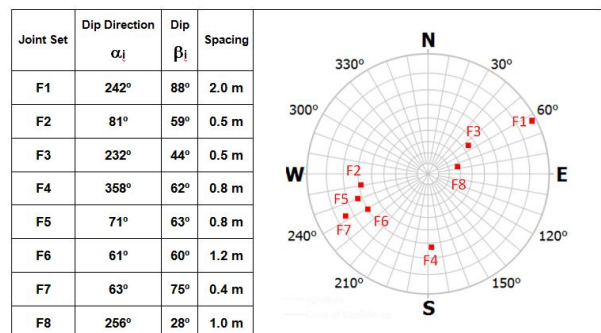 Joint Set Dip Direction αi Dip βi Spacing
F1 242º 88º 2.0 m
F2 81º 59º 0.5 m
F3 232º 44º 0.5 m
F4 358º 62º 0.8 m
F5 71º 63º 0.8 m
F6 61º 60º 1.2 m
F7 63º 75º 0.4 m
F8 256º 28º 1.0 m
N
330º 30º
300º 60º
F1
F3
F8
W E
F2
F5
F6
F7
240º 120º
F4
210º 150º
S